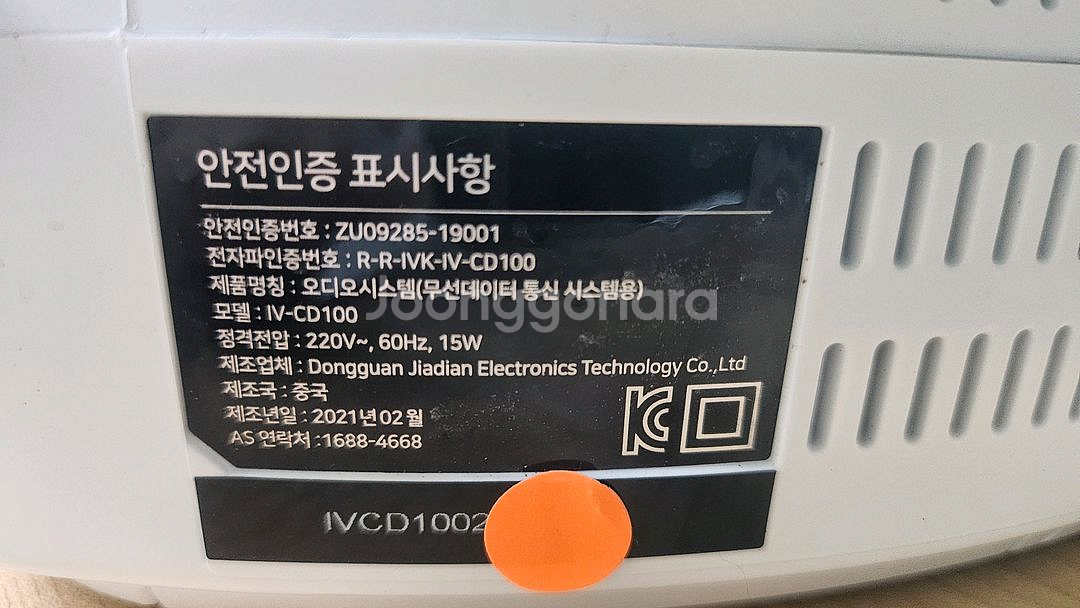 안전인증 표시사항
안전인증번호 : ZU09285-19001
전자파인증번호 : R-R-IVK-IV-CD100
제품명칭 : 오디오시스템(무선데이터 통신 시스템용)
Joonggonara
모델 : IV-CD100
정격전압 : 220V~, 60Hz, 15W
제조업체 : Dongguan Jiadian Electronics Technology Co.,Ltd
제조국 : 중국
제조년일 : 2021년 02월
AS 연락처 : 1688-4668
IVCD1002